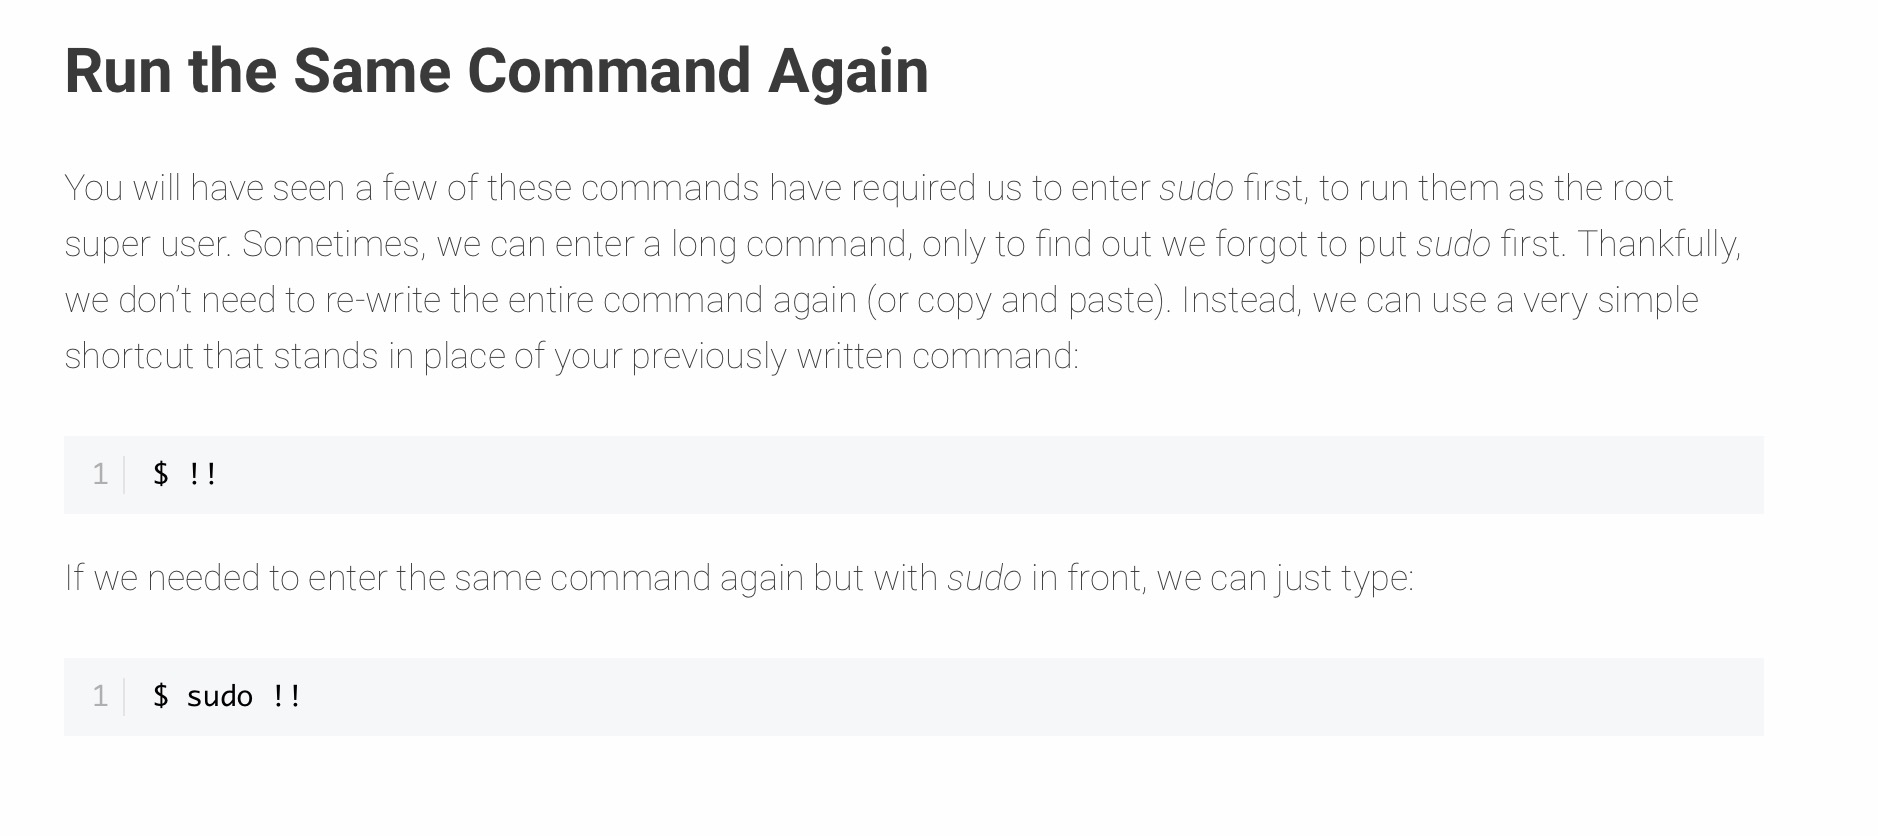 Run the Same Command Again
You will have seen a few of these commands have required us to enter sudo first, to run them as the root
super user. Sometimes, we can enter a long command, only to find out we forgot to put sudo first. Thankfully,
we don’t need to re-write the entire command again (or copy and paste). Instead, we can use a very simple
shortcut that stands in place of your previously written command:
1 $ !!
If we needed to enter the same command again but with sudo in front, we can just type:
1 $ sudo !!